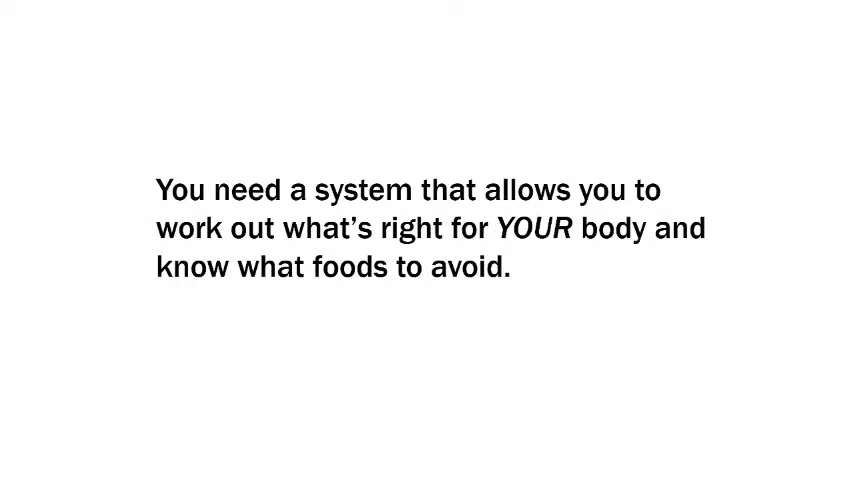 You need a system that allows you to
work out what’s right for YOUR body and
know what foods to avoid.